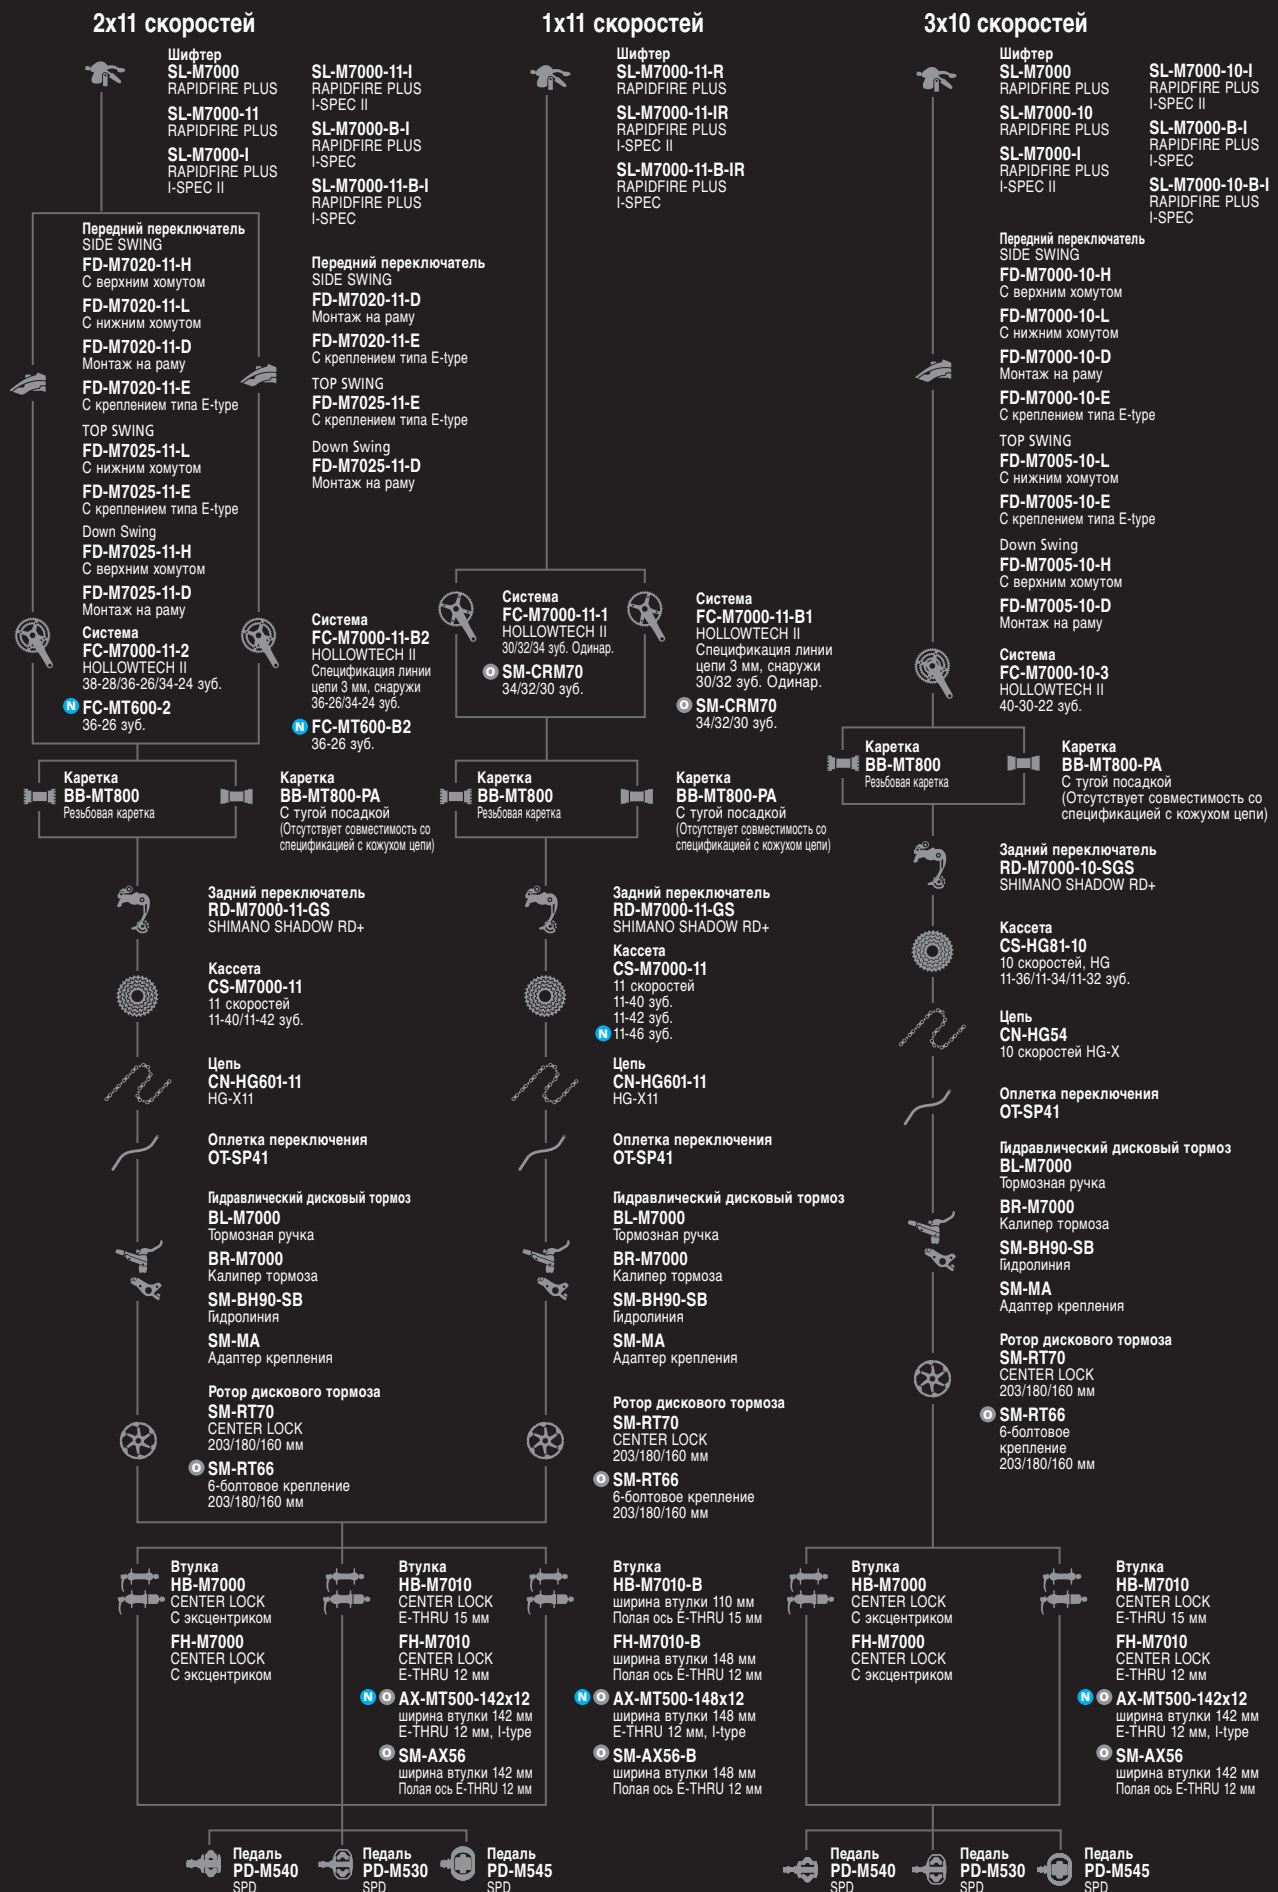 2x11 скоростей
Шифтер
SL-M7000
RAPIDFIRE PLUS
SL-M7000-11
RAPIDFIRE PLUS
SL-M7000-I
RAPIDFIRE PLUS
I-SPEC II
SL-M7000-11-I
RAPIDFIRE PLUS
I-SPEC II
SL-M7000-B-I
RAPIDFIRE PLUS
I-SPEC
SL-M7000-11-B-I
RAPIDFIRE PLUS
I-SPEC
Передний переключатель
SIDE SWING
FD-M7020-11-H
С верхним хомутом
FD-M7020-11-L
С нижним хомутом
FD-M7020-11-D
Монтаж на раму
FD-M7020-11-E
С креплением типа E-type
TOP SWING
FD-M7025-11-L
С нижним хомутом
FD-M7025-11-E
С креплением типа E-type
Down Swing
FD-M7025-11-H
С верхним хомутом
FD-M7025-11-D
Монтаж на раму
Система
FC-M7000-11-2
HOLLOWTECH II
38-28/36-26/34-24 зуб.
N FC-MT600-2
36-26 зуб.
Передний переключатель
SIDE SWING
FD-M7020-11-D
Монтаж на раму
FD-M7020-11-E
С креплением типа E-type
TOP SWING
FD-M7025-11-E
С креплением типа E-type
Down Swing
FD-M7025-11-D
Монтаж на раму
Система
FC-M7000-11-B2
HOLLOWTECH II
Спецификация линии
цепи 3 мм, снаружи
36-26/34-24 зуб.
N FC-MT600-B2
36-26 зуб.
Каретка
BB-MT800
Резьбовая каретка
Каретка
BB-MT800-PA
С тугой посадкой
(Отсутствует совместимость со
спецификацией с кожухом цепи)
Задний переключатель
RD-M7000-11-GS
SHIMANO SHADOW RD+
Кассета
CS-M7000-11
11 скоростей
11-40/11-42 зуб.
Цепь
CN-HG601-11
HG-X11
Оплетка переключения
OT-SP41
Гидравлический дисковый тормоз
BL-M7000
Тормозная ручка
BR-M7000
Калипер тормоза
SM-BH90-SB
Гидролиния
SM-MA
Адаптер крепления
Ротор дискового тормоза
SM-RT70
CENTER LOCK
203/180/160 мм
O SM-RT66
6-болтовое крепление
203/180/160 мм
1x11 скоростей
Шифтер
SL-M7000-11-R
RAPIDFIRE PLUS
SL-M7000-11-IR
RAPIDFIRE PLUS
I-SPEC II
SL-M7000-11-B-IR
RAPIDFIRE PLUS
I-SPEC
Система
FC-M7000-11-1
HOLLOWTECH II
30/32/34 зуб. Одинар.
O SM-CRM70
34/32/30 зуб.
Система
FC-M7000-11-B1
HOLLOWTECH II
Спецификация линии
цепи 3 мм, снаружи
30/32 зуб. Одинар.
O SM-CRM70
34/32/30 зуб.
Каретка
BB-MT800
Резьбовая каретка
Каретка
BB-MT800-PA
С тугой посадкой
(Отсутствует совместимость со
спецификацией с кожухом цепи)
Задний переключатель
RD-M7000-11-GS
SHIMANO SHADOW RD+
Кассета
CS-M7000-11
11 скоростей
11-40 зуб.
11-42 зуб.
N 11-46 зуб.
Цепь
CN-HG601-11
HG-X11
Оплетка переключения
OT-SP41
Гидравлический дисковый тормоз
BL-M7000
Тормозная ручка
BR-M7000
Калипер тормоза
SM-BH90-SB
Гидролиния
SM-MA
Адаптер крепления
Ротор дискового тормоза
SM-RT70
CENTER LOCK
203/180/160 мм
O SM-RT66
6-болтовое крепление
203/180/160 мм
Втулка
HB-M7000
CENTER LOCK
С эксцентриком
FH-M7000
CENTER LOCK
С эксцентриком
Втулка
HB-M7010
CENTER LOCK
E-THRU 15 мм
FH-M7010
CENTER LOCK
E-THRU 12 мм
N O AX-MT500-142x12
ширина втулки 142 мм
E-THRU 12 мм, I-type
O SM-AX56
ширина втулки 142 мм
Полая ось E-THRU 12 мм
Втулка
HB-M7010-B
ширина втулки 110 мм
Полая ось E-THRU 15 мм
FH-M7010-B
ширина втулки 148 мм
Полая ось E-THRU 12 мм
N O AX-MT500-148x12
ширина втулки 148 мм
E-THRU 12 мм, I-type
O SM-AX56-B
ширина втулки 148 мм
Полая ось E-THRU 12 мм
Педаль
PD-M540
SPD
Педаль
PD-M530
SPD
Педаль
PD-M545
SPD
3x10 скоростей
Шифтер
SL-M7000
RAPIDFIRE PLUS
SL-M7000-10
RAPIDFIRE PLUS
SL-M7000-I
RAPIDFIRE PLUS
I-SPEC II
SL-M7000-10-I
RAPIDFIRE PLUS
I-SPEC II
SL-M7000-B-I
RAPIDFIRE PLUS
I-SPEC
SL-M7000-10-B-I
RAPIDFIRE PLUS
I-SPEC
Передний переключатель
SIDE SWING
FD-M7000-10-H
С верхним хомутом
FD-M7000-10-L
С нижним хомутом
FD-M7000-10-D
Монтаж на раму
FD-M7000-10-E
С креплением типа E-type
TOP SWING
FD-M7005-10-L
С нижним хомутом
FD-M7005-10-E
С креплением типа E-type
Down Swing
FD-M7005-10-H
С верхним хомутом
FD-M7005-10-D
Монтаж на раму
Система
FC-M7000-10-3
HOLLOWTECH II
40-30-22 зуб.
Каретка
BB-MT800
Резьбовая каретка
Каретка
BB-MT800-PA
С тугой посадкой
(Отсутствует совместимость со
спецификацией с кожухом цепи)
Задний переключатель
RD-M7000-10-SGS
SHIMANO SHADOW RD+
Кассета
CS-HG81-10
10 скоростей, HG
11-36/11-34/11-32 зуб.
Цепь
CN-HG54
10 скоростей HG-X
Оплетка переключения
OT-SP41
Гидравлический дисковый тормоз
BL-M7000
Тормозная ручка
BR-M7000
Калипер тормоза
SM-BH90-SB
Гидролиния
SM-MA
Адаптер крепления
Ротор дискового тормоза
SM-RT70
CENTER LOCK
203/180/160 мм
O SM-RT66
6-болтовое
крепление
203/180/160 мм
Втулка
HB-M7000
CENTER LOCK
С эксцентриком
FH-M7000
CENTER LOCK
С эксцентриком
Втулка
HB-M7010
CENTER LOCK
E-THRU 15 мм
FH-M7010
CENTER LOCK
E-THRU 12 мм
N O AX-MT500-142x12
ширина втулки 142 мм
E-THRU 12 мм, I-type
O SM-AX56
ширина втулки 142 мм
Полая ось E-THRU 12 мм
Педаль
PD-M540
SPD
Педаль
PD-M530
SPD
Педаль
PD-M545
SPD